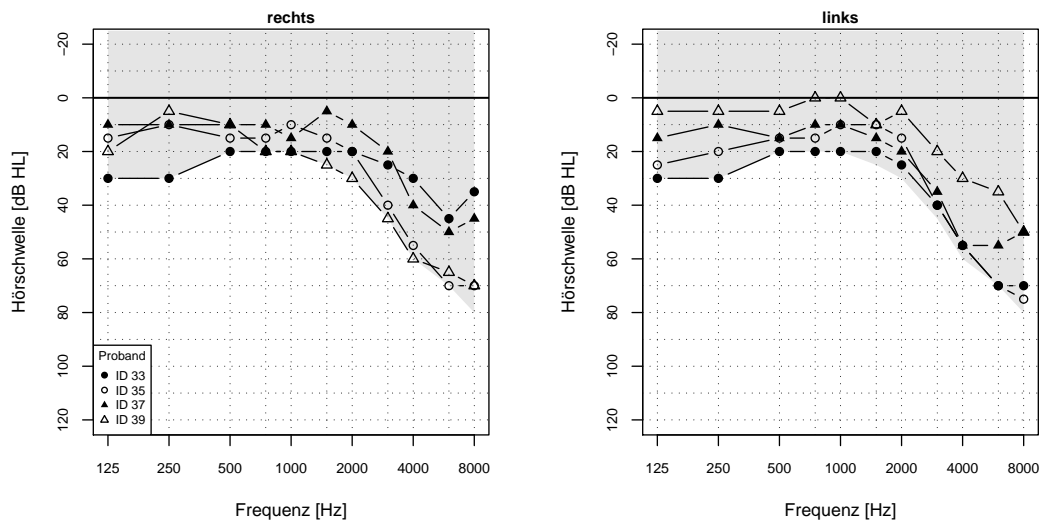 rechts
Hörschwelle [dB HL]
−20
0
20
40
60
80
100
120
Proband
ID 33
ID 35
ID 37
ID 39
125 250 500 1000 2000 4000 8000
Frequenz [Hz]
links
Hörschwelle [dB HL]
−20
0
20
40
60
80
100
120
125 250 500 1000 2000 4000 8000
Frequenz [Hz]